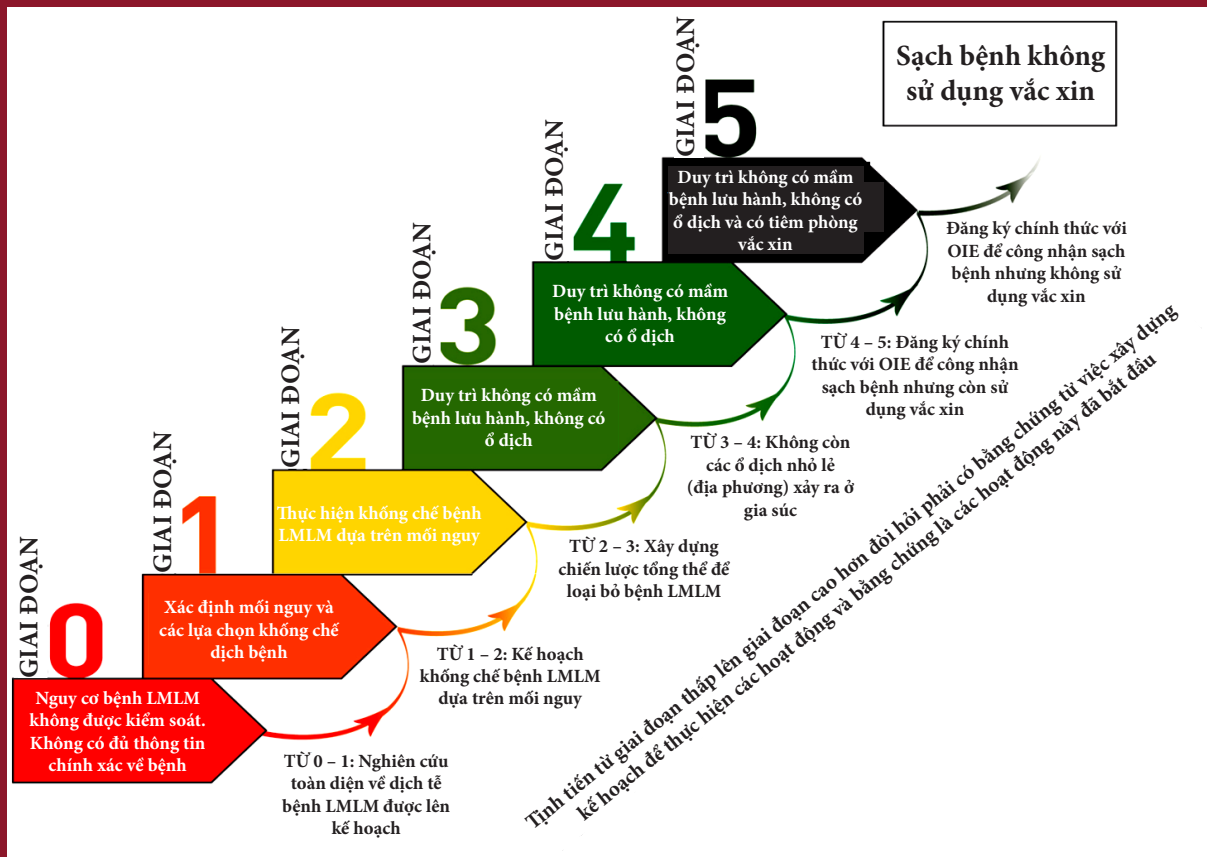 GIAI ĐOẠN
0
Nguy cơ bệnh LMLM
không được kiểm soát.
Không có đủ thông tin
chính xác về bệnh
TỪ 0 – 1: Nghiên cứu
toàn diện về dịch tễ
bệnh LMLM được lên
kế hoạch
GIAI ĐOẠN
1
Xác định mối nguy và
các lựa chọn khống chế
dịch bệnh
TỪ 1 – 2: Kế hoạch
khống chế bệnh LMLM
dựa trên mối nguy
GIAI ĐOẠN
2
Thực hiện khống chế bệnh
LMLM dựa trên mối nguy
TỪ 2 – 3: Xây dựng
chiến lược tổng thể để
loại bỏ bệnh LMLM
GIAI ĐOẠN
3
Duy trì không có mầm
bệnh lưu hành, không có
ổ dịch
TỪ 3 – 4: Không còn
các ổ dịch nhỏ lẻ
(địa phương) xảy ra ở
gia súc
GIAI ĐOẠN
4
Duy trì không có mầm
bệnh lưu hành, không
có ổ dịch
TỪ 4 – 5: Đăng ký chính
thức với OIE để công nhận
sạch bệnh nhưng còn sử
dụng vắc xin
GIAI ĐOẠN
5
Duy trì không có mầm
bệnh lưu hành, không có
ổ dịch và có tiêm phòng
vắc xin
Đăng ký chính thức với
OIE để công nhận sạch
bệnh nhưng không sử
dụng vắc xin
Sạch bệnh không
sử dụng vắc xin
Tịnh tiến từ giai đoạn thấp lên giai đoạn cao hơn đòi hỏi phải có bằng chứng từ việc xây dựng
kế hoạch để thực hiện các hoạt động và bằng chứng là các hoạt động này đã bắt đầu